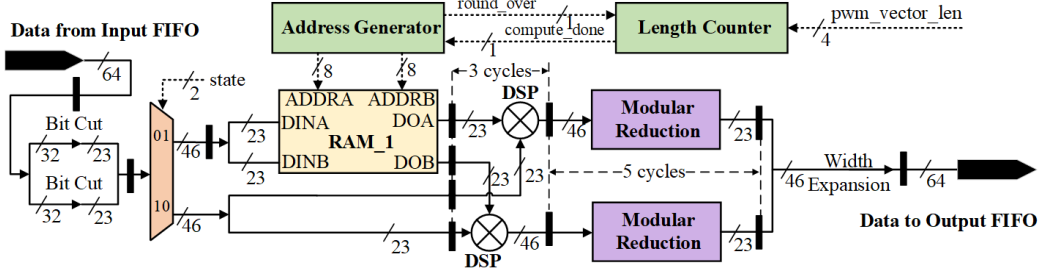 Data from Input FIFO
64
Bit Cut
32
23
Bit Cut
32
23
state
2
01
10
46
46
Address Generator
round_over
1
compute_done
1
Length Counter
pwm_vector_len
4
8
8
ADDRA
ADDRB
DINA
DOA
RAM_1
DINB
DOB
23
23
3 cycles
DSP
23
23
23
23
DSP
46
46
Modular
Reduction
23
5 cycles
Modular
Reduction
23
46
Width
Expansion
64
Data to Output FIFO